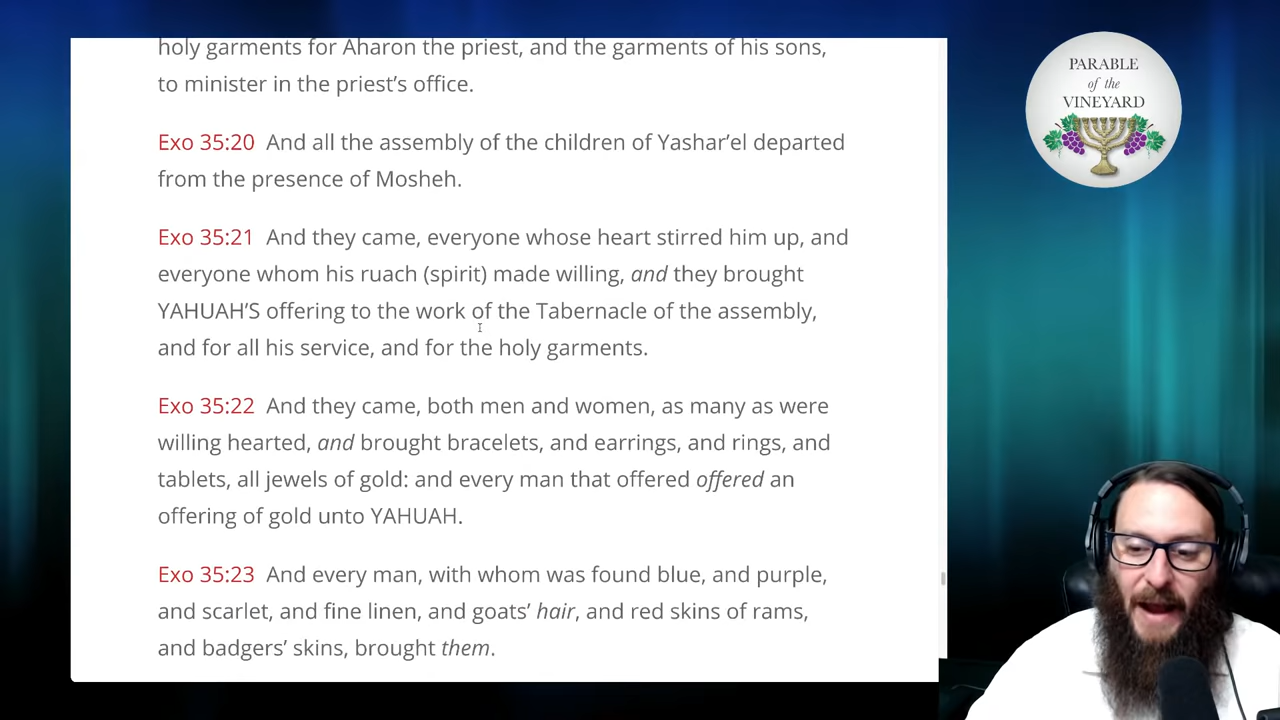 holy garments for Aharon the priest, and the garments of his sons,
to minister in the priest’s office.
Exo 35:20 And all the assembly of the children of Yashar’el departed
from the presence of Mosheh.
Exo 35:21 And they came, everyone whose heart stirred him up, and
everyone whom his ruach (spirit) made willing, and they brought
YAHUAH’S offering to the work of the Tabernacle of the assembly,
and for all his service, and for the holy garments.
Exo 35:22 And they came, both men and women, as many as were
willing hearted, and brought bracelets, and earrings, and rings, and
tablets, all jewels of gold: and every man that offered offered an
offering of gold unto YAHUAH.
Exo 35:23 And every man, with whom was found blue, and purple,
and scarlet, and fine linen, and goats’ hair, and red skins of rams,
and badgers’ skins, brought them.
PARABLE
of the
VINEYARD